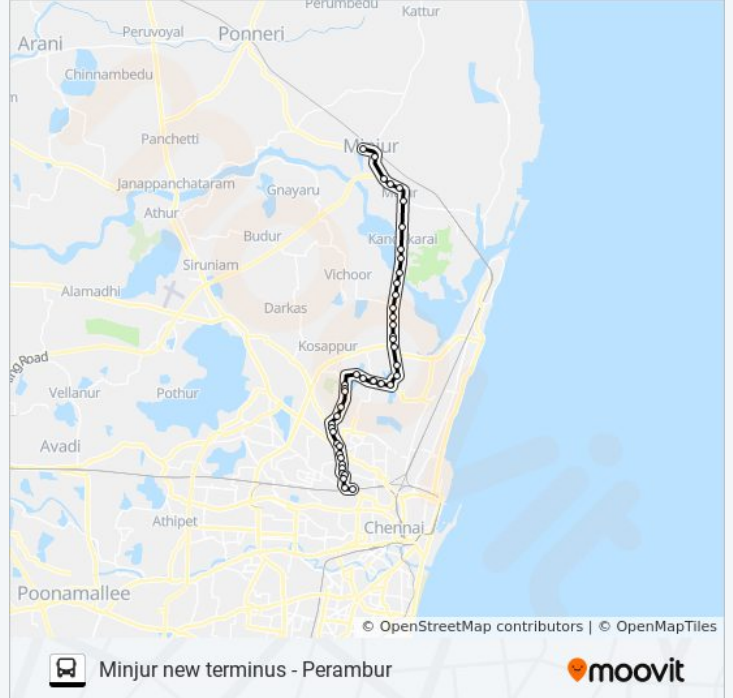 Perumbedu
Kattur
Arani
Peruvoyal
Ponneri
Chinnambedu
Panchetti
Minjur
Janappanchataram
Gnayaru
Athur
Budur
Siruniam
Vichoor
Alamadhi
Darkas
Kosappur
Road
Vellanur
Pothur
Avadi
Athipet
Chennai
Poonamallee
© OpenStreetMap contributors | © OpenMapTiles
Minjur new terminus - Perambur
moovit